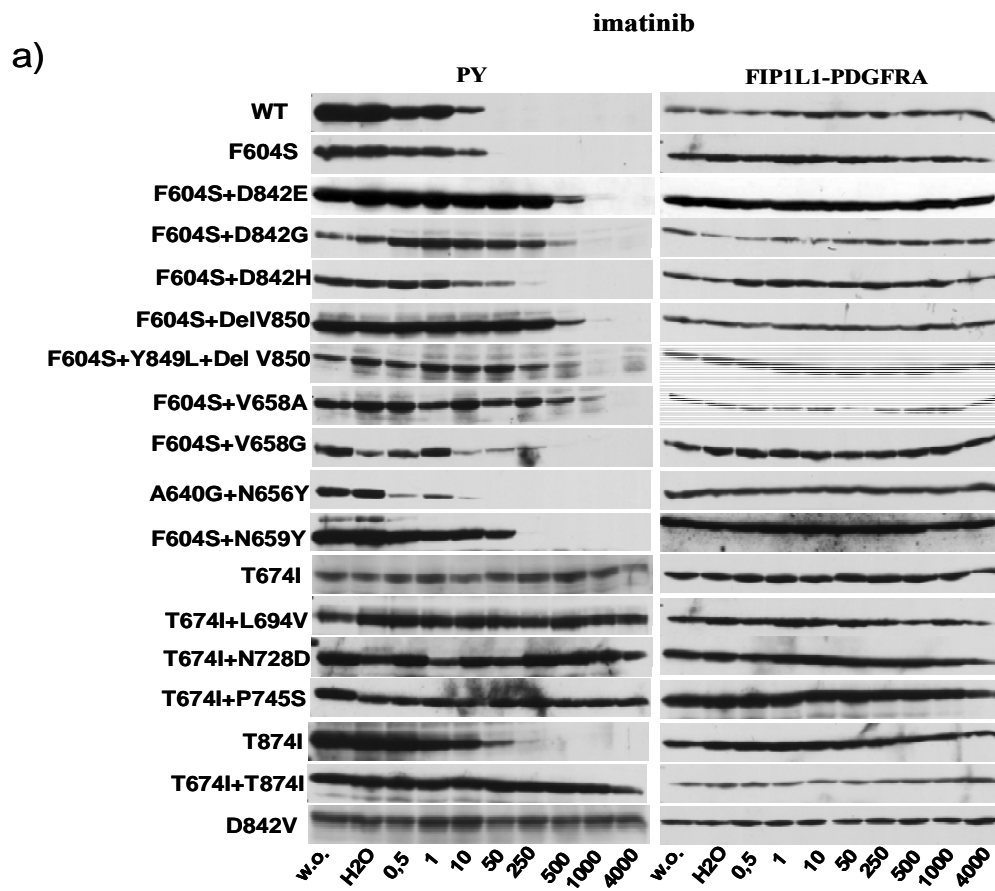 imatinib
a)
PY FIP1L1-PDGFRA
WT
F604S
F604S+D842E
F604S+D842G
F604S+D842H
F604S+DelV850
F604S+Y849L+Del V850
F604S+V658A
F604S+V658G
A640G+N656Y
F604S+N659Y
T674I
T674I+L694V
T674I+N728D
T674I+P745S
T874I
T674I+T874I
D842V
w.o. H2O 0,5 1 10 50 250 500 1000 4000 w.o. H2O 0,5 1 10 50 250 500 1000 4000